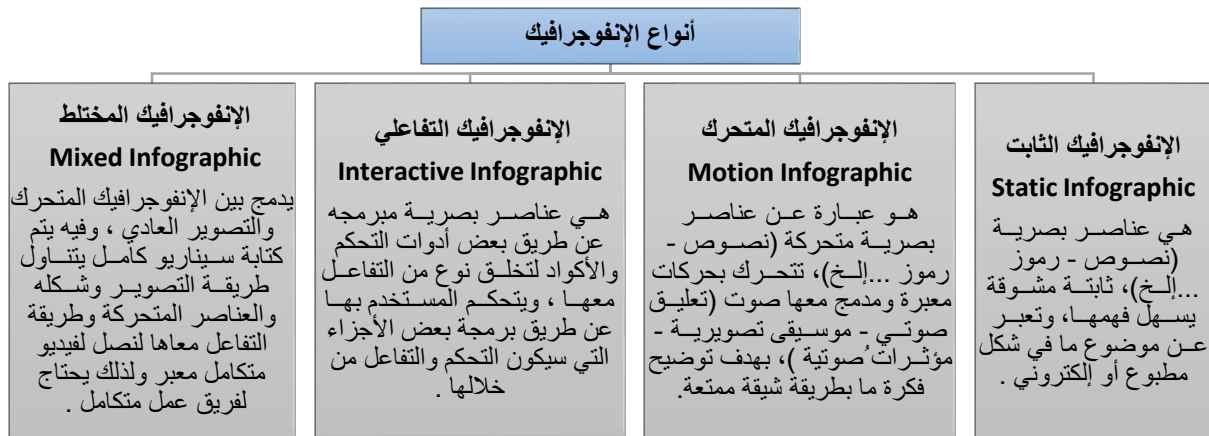 أنواع الإنفوجرافيك
الإنفوجرافيك الثابت
Static Infographic
هي عناصر بصرية
(نصوص - رموز
...إلخ)، ثابتة مشوقة
يسهل فهمها، وتعبر
عن موضوع ما في شكل
مطبوع أو إلكتروني .
الإنفوجرافيك المتحرك
Motion Infographic
هو عبارة عن عناصر
بصرية متحركة (نصوص -
رموز ...إلخ)، تتحرك بحركات
معبرة ومدمج معها صوت (تعليق
صوتي - موسيقى تصويرية -
مؤثرات ُصوتية )، بهدف توضيح
فكرة ما بطريقة شيقة ممتعة.
الإنفوجرافيك التفاعلي
Interactive Infographic
هي عناصر بصرية مبرمجه
عن طريق بعض أدوات التحكم
والأكواد لتخلق نوع من التفاعل
معها ، ويتحكم المستخدم بها
عن طريق برمجة بعض الأجزاء
التي سيكون التحكم والتفاعل من
خلالها .
الإنفوجرافيك المختلط
Mixed Infographic
يدمج بين الإنفوجرافيك المتحرك
والتصوير العادي ، وفيه يتم
كتابة سيناريو كامل يتناول
طريقة التصوير وشكله
والعناصر المتحركة وطريقة
التفاعل معاها لنصل لفيديو
متكامل معبر ولذلك يحتاج
لفريق عمل متكامل .